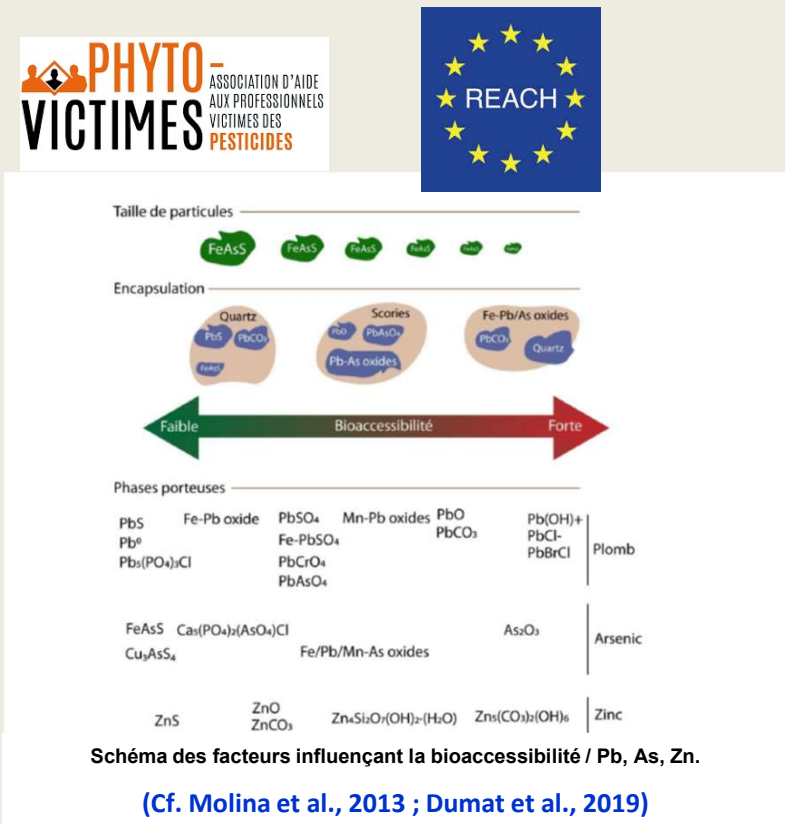 PHYTO-
VICTIMES
ASSOCIATION D'AIDE
AUX PROFESSIONNELS
VICTIMES DES
PESTICIDES
REACH
Taille de particules
FeAsS FeAsS FeAsS FeAsS FeAsS
Encapsulation
Quartz Scories Fe-Pb/As oxides
PbS PbCO₃ PbO PbAsO₄ PbCO₃
FeAsS Pb-As oxides Quartz
Faible Bioaccessibilité Forte
Phases porteuses
PbS Fe-Pb oxide PbSO₄ Mn-Pb oxides PbO Pb(OH)+
Pb⁰ Fe-PbSO₄ PbCO₃ PbCl-
Pb₅(PO₄)₃Cl PbCrO₄ PbBrCl Plomb
PbAsO₄
FeAsS Ca₅(PO₄)₂(AsO₄)Cl As₂O₃ Arsenic
Cu₃AsS₄ Fe/Pb/Mn-As oxides
ZnS ZnO Zn₄Si₂O₇(OH)₂-(H₂O) Zn₅(CO₃)₂(OH)₆ Zinc
ZnCO₃
Schéma des facteurs influençant la bioaccessibilité / Pb, As, Zn.
(Cf. Molina et al., 2013 ; Dumat et al., 2019)